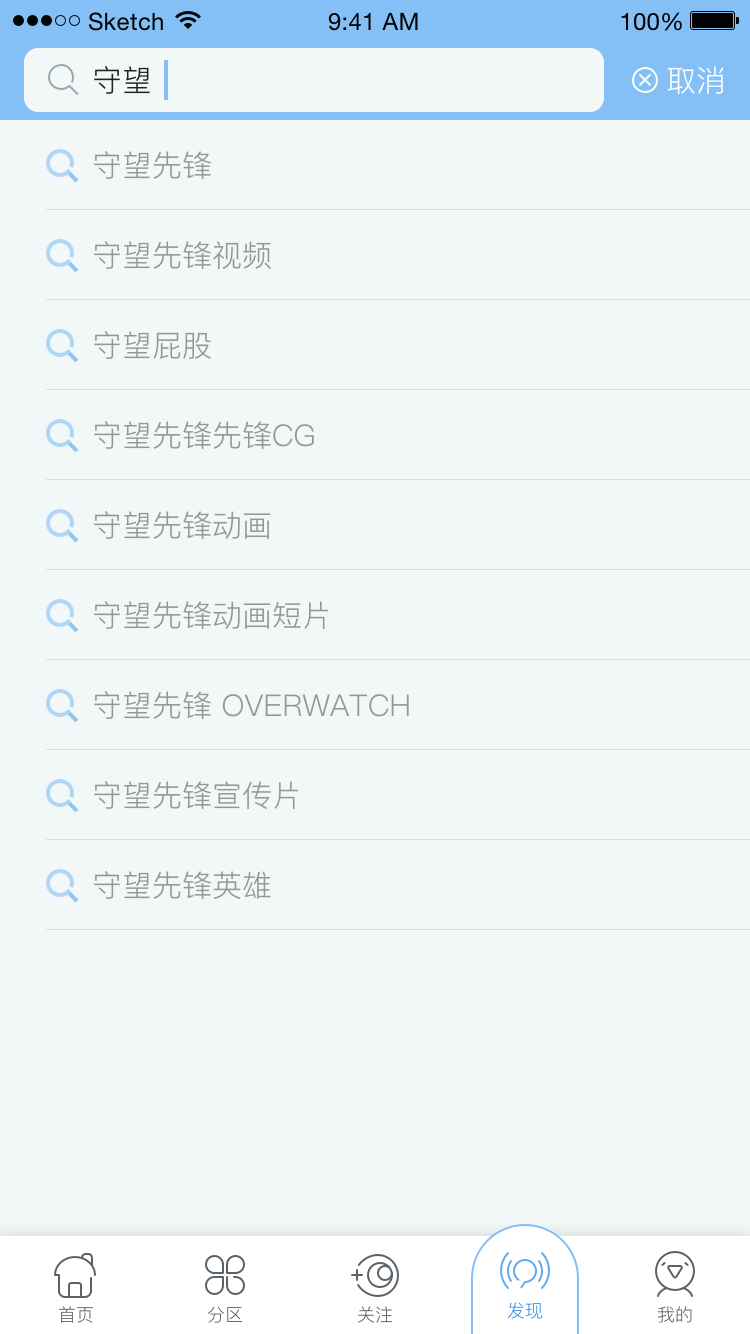 Sketch 9:41 AM 100%
守望 取消
守望先锋
守望先锋视频
守望屁股
守望先锋先锋CG
守望先锋动画
守望先锋动画短片
守望先锋 OVERWATCH
守望先锋宣传片
守望先锋英雄
首页 分区 关注 发现 我的